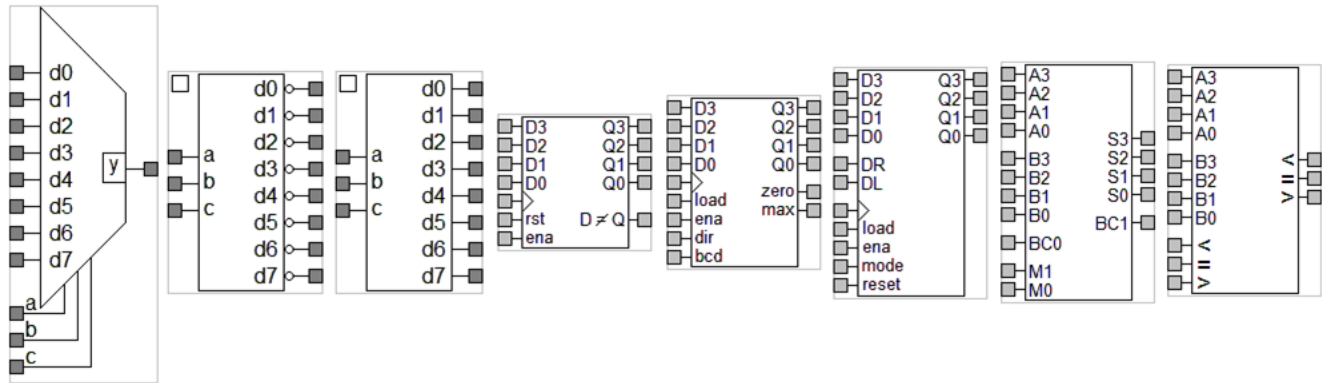 d0
d1
d2
d3
d4
d5
d6
d7
y
a
b
c
a
b
c
d0
d1
d2
d3
d4
d5
d6
d7
a
b
c
d0
d1
d2
d3
d4
d5
d6
d7
D3 Q3
D2 Q2
D1 Q1
D0 Q0
rst D ≠ Q
ena
D3 Q3
D2 Q2
D1 Q1
D0 Q0
zero
load max
ena
dir
bcd
D3 Q3
D2 Q2
D1 Q1
D0 Q0
DR
DL
load
ena
mode
reset
A3
A2
A1
A0 S3
B3 S2
B2 S1
B1 S0
B0 BC1
BC0
M1
M0
A3
A2
A1
A0
B3 <
B2 =
B1 >
B0
<
=
>